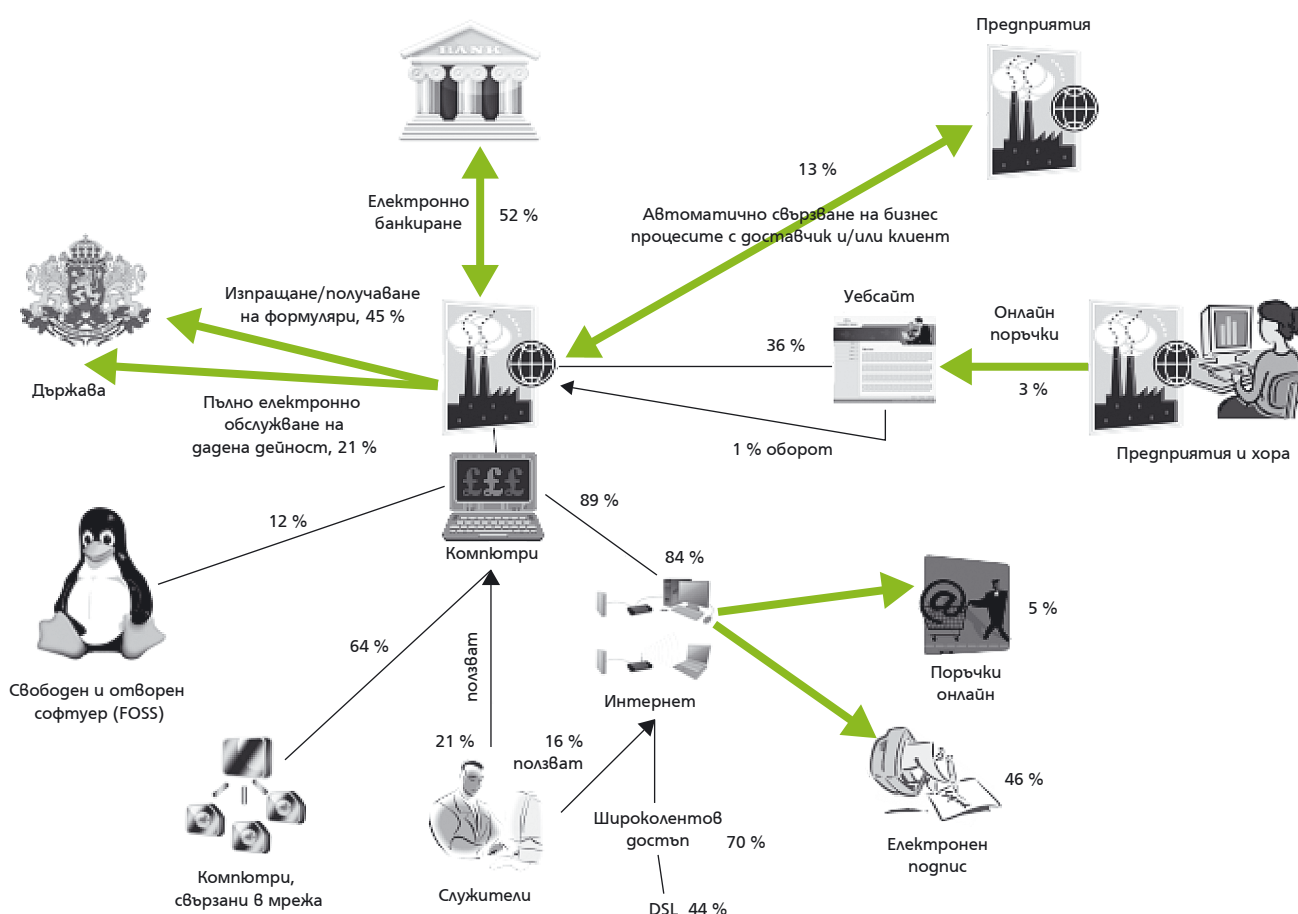 Предприятия
BANK
13 %
Електронно
банкиране
52 %
Автоматично свързване на бизнес
процесите с доставчик и/или клиент
Изпращане/получаване
на формуляри, 45 %
Уебсайт
Онлайн
поръчки
36 %
Държава
3 %
Пълно електронно
обслужване на
дадена дейност, 21 %
1 % оборот
Предприятия и хора
£££
89 %
12 %
Компютри
84 %
5 %
64 %
ползват
Поръчки
онлайн
Свободен и отворен
софтуер (FOSS)
Интернет
21 %
16 %
ползват
46 %
Широколентов
достъп
70 %
Електронен
подпис
Компютри,
свързани в мрежа
Служители
DSL 44 %